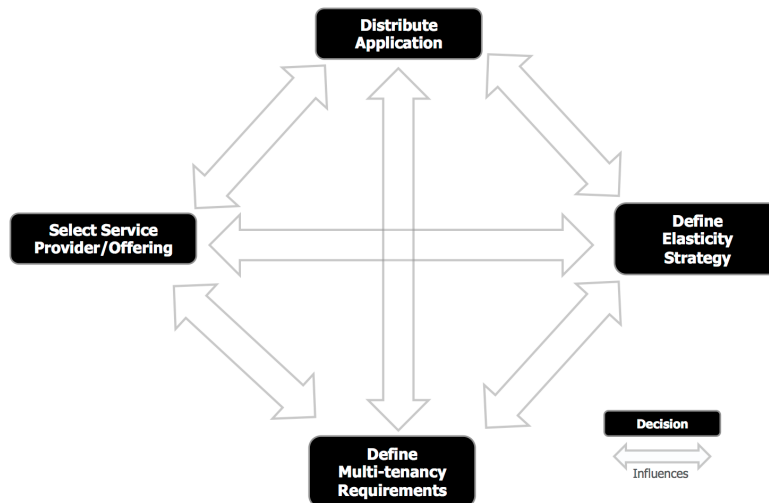 Distribute
Application
Select Service
Provider/Offering
Define
Elasticity
Strategy
Define
Multi-tenancy
Requirements
Decision
Influences